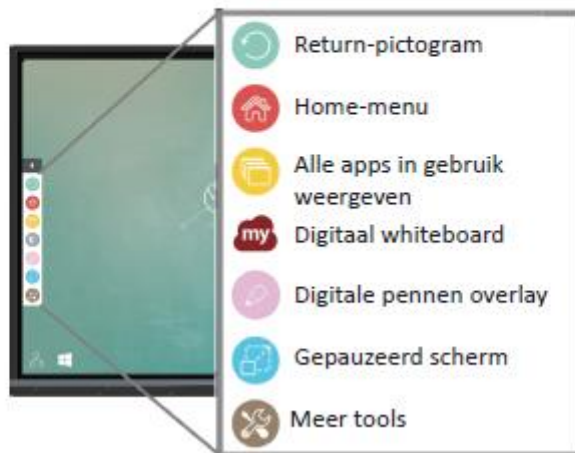 Return-pictogram
Home-menu
Alle apps in gebruik
weergeven
my
Digitaal whiteboard
Digitale pennen overlay
Gepauzeerd scherm
Meer tools